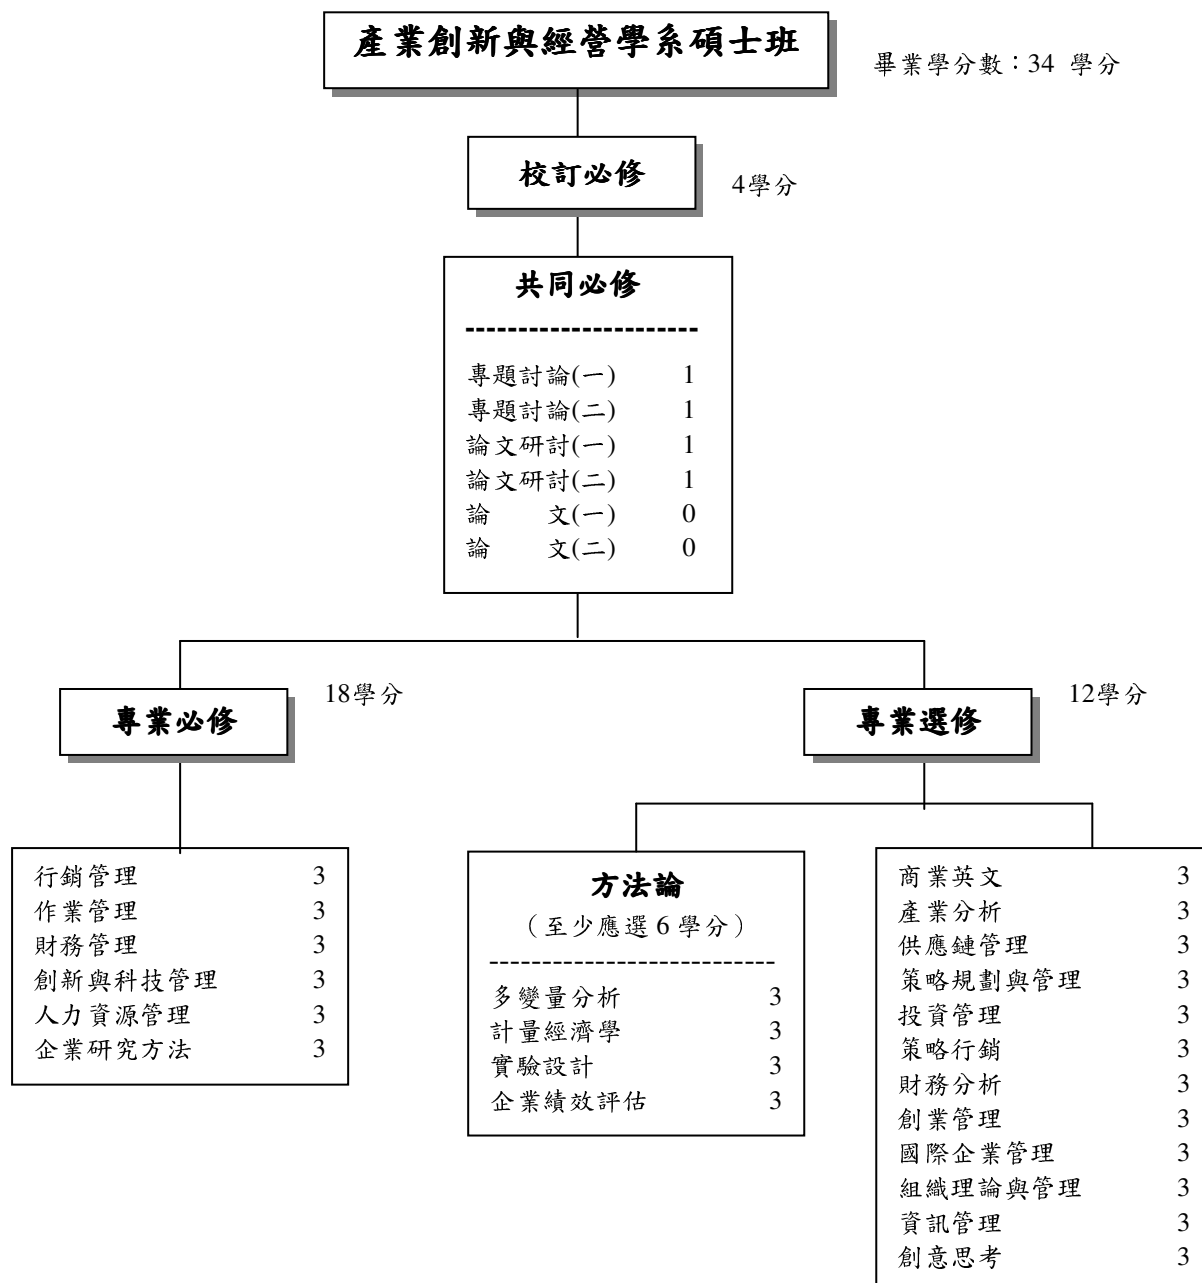 產業創新與經營學系碩士班
畢業學分數：34 學分
校訂必修
4學分
共同必修
----------------------
專題討論(一) 1
專題討論(二) 1
論文研討(一) 1
論文研討(二) 1
論 文(一) 0
論 文(二) 0
專業必修
18學分
行銷管理 3
作業管理 3
財務管理 3
創新與科技管理 3
人力資源管理 3
企業研究方法 3
專業選修
12學分
方法論
（至少應選 6 學分）
---------------------------
多變量分析 3
計量經濟學 3
實驗設計 3
企業績效評估 3
商業英文 3
產業分析 3
供應鏈管理 3
策略規劃與管理 3
投資管理 3
策略行銷 3
財務分析 3
創業管理 3
國際企業管理 3
組織理論與管理 3
資訊管理 3
創意思考 3